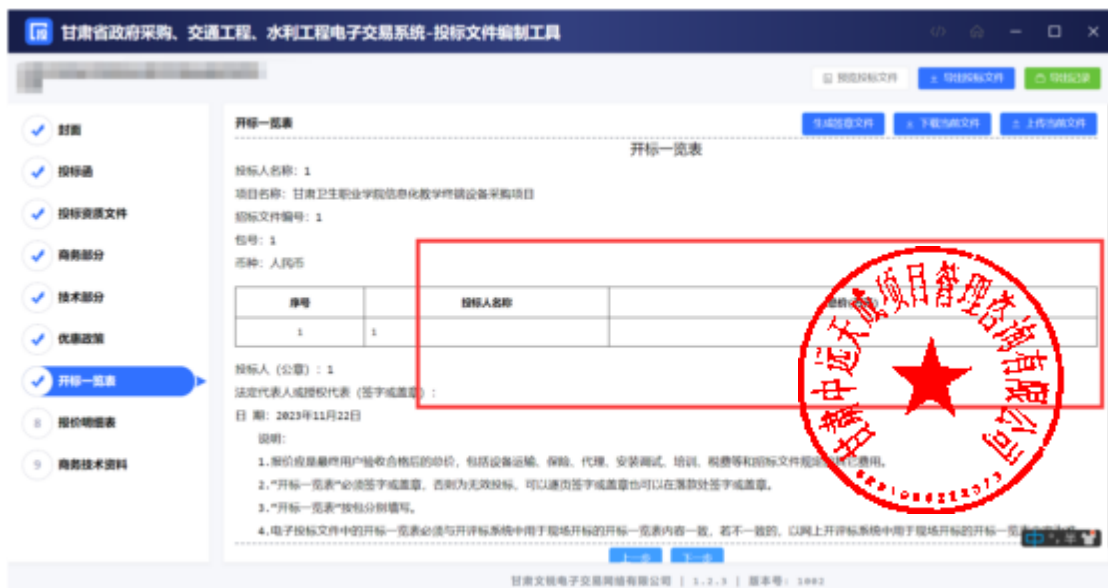 甘肃省政府采购、交通工程、水利工程电子交易系统-投标文件编制工具
预览投标文件 导出投标文件 导出记录
封面
投标函
投标资质文件
商务部分
技术部分
优惠政策
开标一览表
8 报价明细表
9 商务技术资料
开标一览表
生成签章文件 下载当前文件 上传当前文件
开标一览表
投标人名称: 1
项目名称: 甘肃卫生职业学院信息化教学终端设备采购项目
招标文件编号: 1
包号: 1
币种: 人民币
序号 投标人名称
1 1
投标人 (公章) : 1
法定代表人或授权代表 (签字或盖章) :
日 期: 2023年11月22日
说明:
1.报价应是最终用户验收合格后的总价, 包括设备运输、保险、代理、安装调试、培训、税费等和招标文件规定的其它费用。
2."开标一览表"必须签字或盖章, 否则为无效投标, 可以逐页签字或盖章也可以在落款处签字或盖章。
3."开标一览表"按包分别填写。
4.电子投标文件中的开标一览表必须与开评标系统中用于现场开标的开标一览表内容一致, 若不一致的, 以网上开评标系统中用于现场开标的开标一览
上一步 下一步
甘肃中远天成项目管理咨询有限公司
中 半
甘肃文锐电子交易网络有限公司 | 1.2.3 | 版本号: 1002